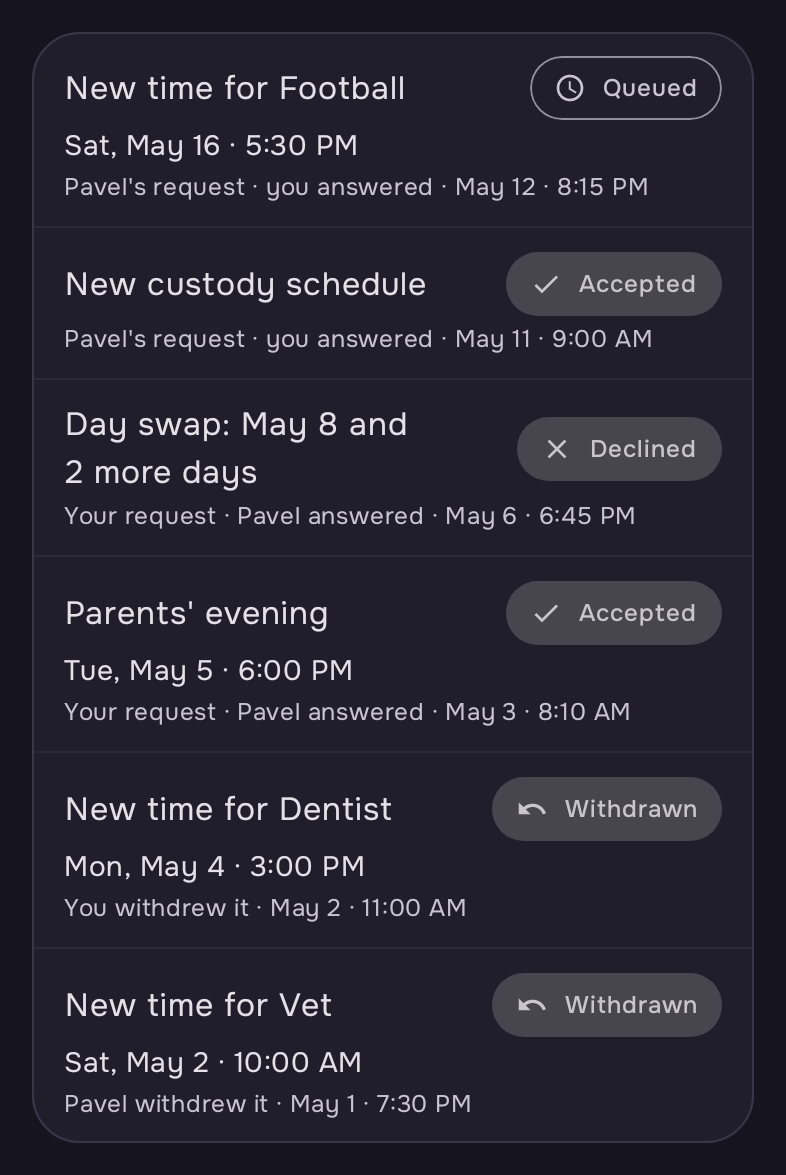 New time for Football
Queued
Sat, May 16 · 5:30 PM
Pavel's request · you answered · May 12 · 8:15 PM
New custody schedule
Accepted
Pavel's request · you answered · May 11 · 9:00 AM
Day swap: May 8 and
2 more days
Declined
Your request · Pavel answered · May 6 · 6:45 PM
Parents' evening
Accepted
Tue, May 5 · 6:00 PM
Your request · Pavel answered · May 3 · 8:10 AM
New time for Dentist
Withdrawn
Mon, May 4 · 3:00 PM
You withdrew it · May 2 · 11:00 AM
New time for Vet
Withdrawn
Sat, May 2 · 10:00 AM
Pavel withdrew it · May 1 · 7:30 PM